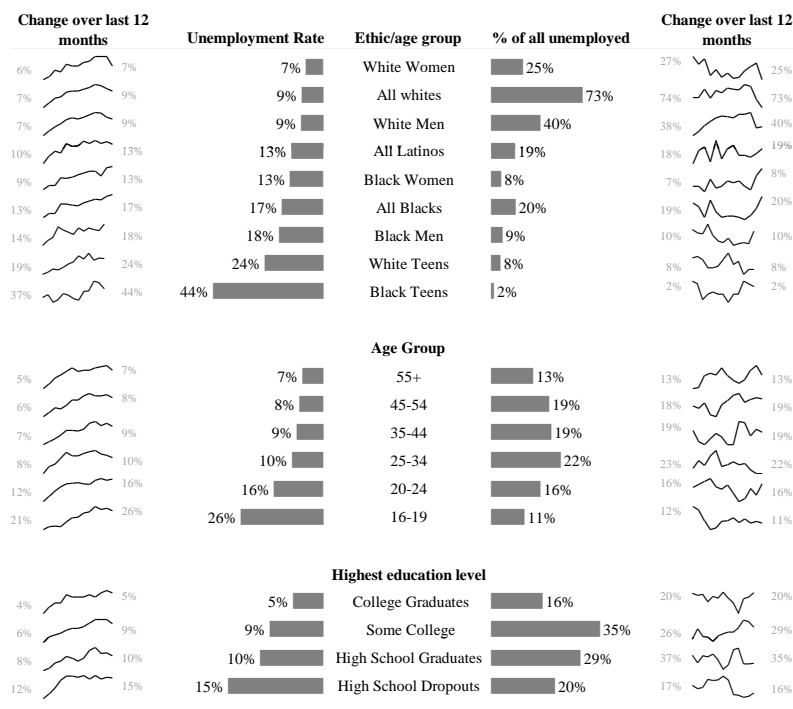 Change over last 12 months Unemployment Rate Ethic/age group % of all unemployed Change over last 12 months
6% 7% 7% White Women 25% 27% 25%
7% 9% 9% All whites 73% 74% 73%
7% 9% 9% White Men 40% 38% 40%
10% 13% 13% All Latinos 19% 18% 19%
9% 13% 13% Black Women 8% 7% 8%
13% 17% 17% All Blacks 20% 19% 20%
14% 18% 18% Black Men 9% 10% 10%
19% 24% 24% White Teens 8% 8% 8%
37% 44% 44% Black Teens 2% 2% 2%
Age Group
5% 7% 7% 55+ 13% 13% 13%
6% 8% 8% 45-54 19% 18% 19%
7% 9% 9% 35-44 19% 19% 19%
8% 10% 10% 25-34 22% 23% 22%
12% 16% 16% 20-24 16% 16% 16%
21% 26% 26% 16-19 11% 12% 11%
Highest education level
4% 5% 5% College Graduates 16% 20% 20%
6% 9% 9% Some College 35% 26% 29%
8% 10% 10% High School Graduates 29% 37% 35%
12% 15% 15% High School Dropouts 20% 17% 16%